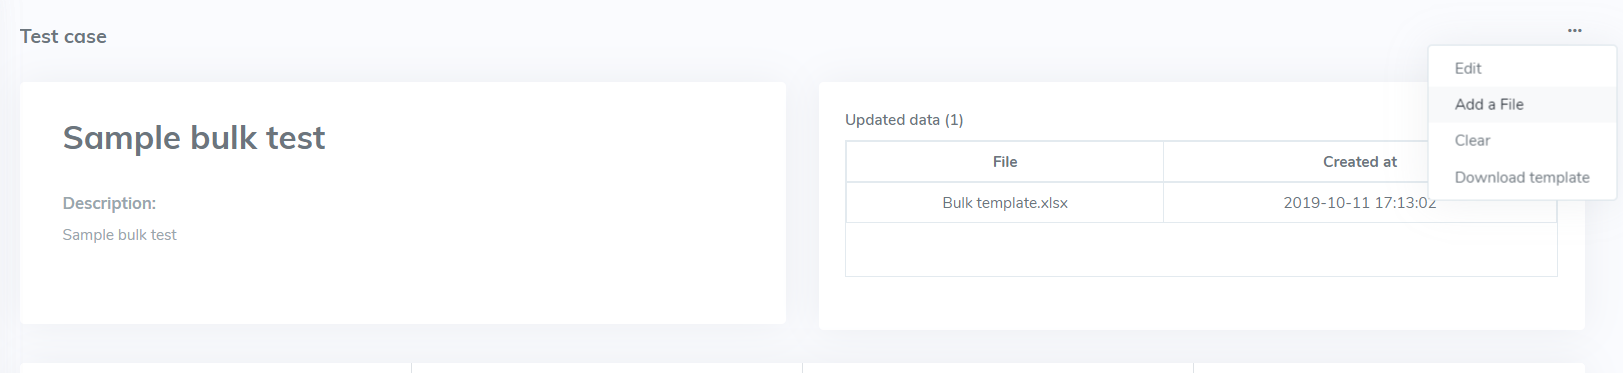 Test case
...
Edit
Add a File
Clear
Download template
Sample bulk test
Description:
Sample bulk test
Updated data (1)
File Created at
Bulk template.xlsx 2019-10-11 17:13:02